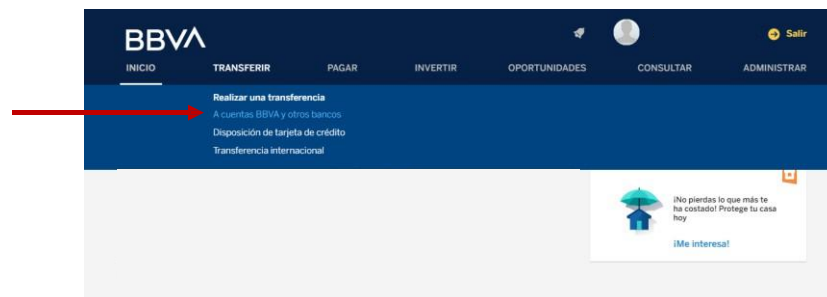 BBVA
Salir
INICIO TRANSFERIR PAGAR INVERTIR OPORTUNIDADES CONSULTAR ADMINISTRAR
Realizar una transferencia
A cuentas BBVA y otros bancos
Disposición de tarjeta de crédito
Transferencia internacional
¡No pierdas lo que más te
ha costado! Protege tu casa
hoy
¡Me interesa!